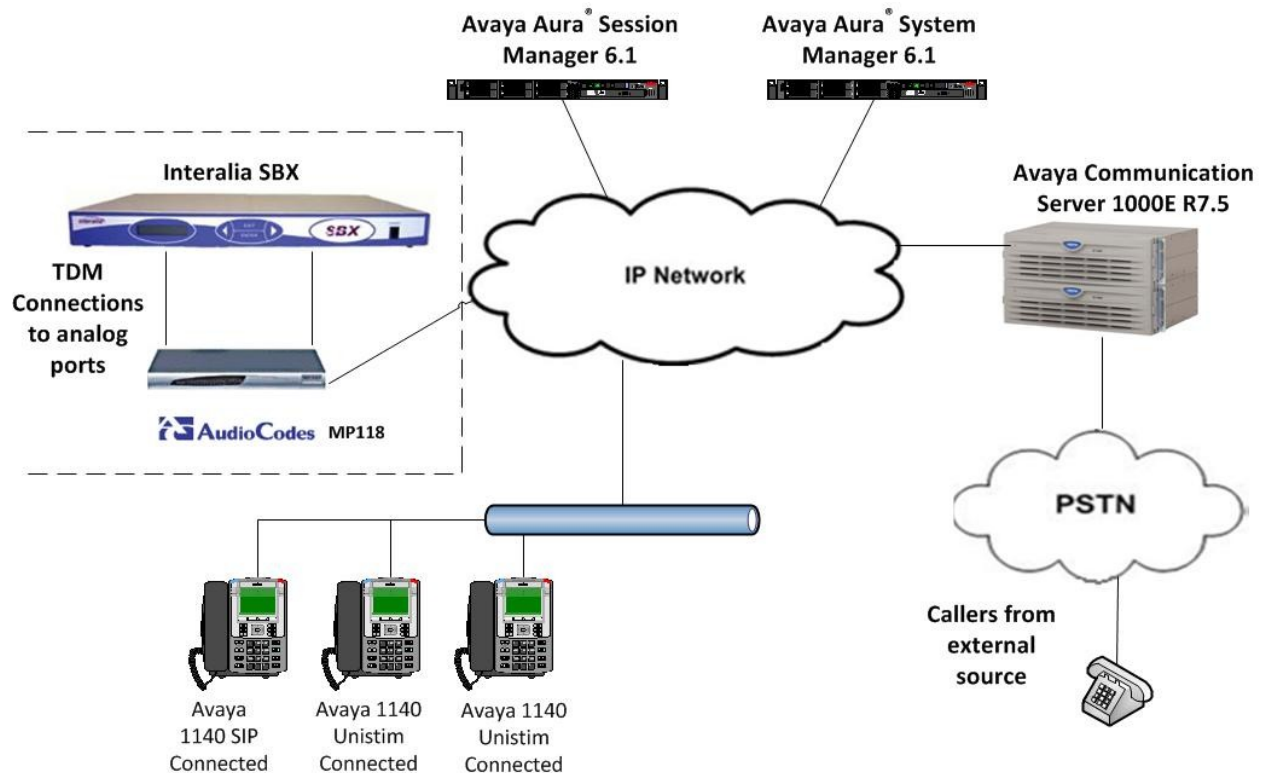 Avaya Aura® Session
Manager 6.1
Avaya Aura® System
Manager 6.1
Interalia SBX
SBX
TDM
Connections
to analog
ports
AudioCodes MP118
IP Network
Avaya Communication
Server 1000E R7.5
PSTN
Callers from
external
source
Avaya
1140 SIP
Connected
Avaya 1140
Unistim
Connected
Avaya 1140
Unistim
Connected